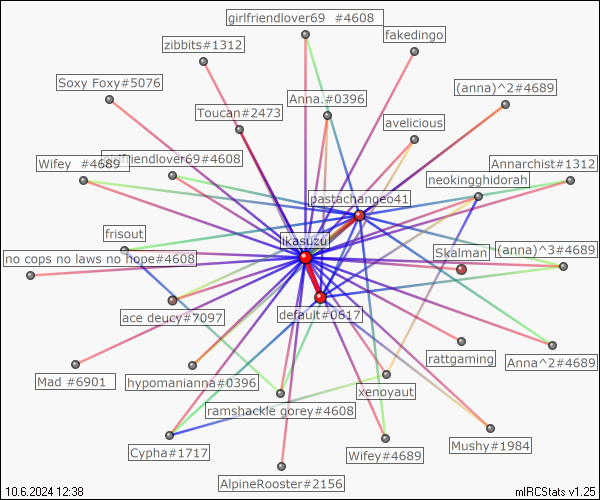 girlfriendlover69 #4608
fakedingo
zibbits#1312
Soxy Foxy#5076
(anna)^2#4689
Anna.#0396
Toucan#2473
avelicious
Wifey #4689
girlfriendlover69#4608
Annarchist#1312
neokingghidorah
pastachangeo41
frisout
ikasuzu
Skalman
(anna)^3#4689
no cops no laws no hope#4608
ace deucy#7097
default#0617
rattgaming
Anna^2#4689
Mad #6901
hypomanianna#0396
xenoyaut
ramshackle gorey#4608
Cypha#1717
Wifey#4689
Mushy#1984
AlpineRooster#2156
10.6.2024 12:38
mIRCStats v1.25